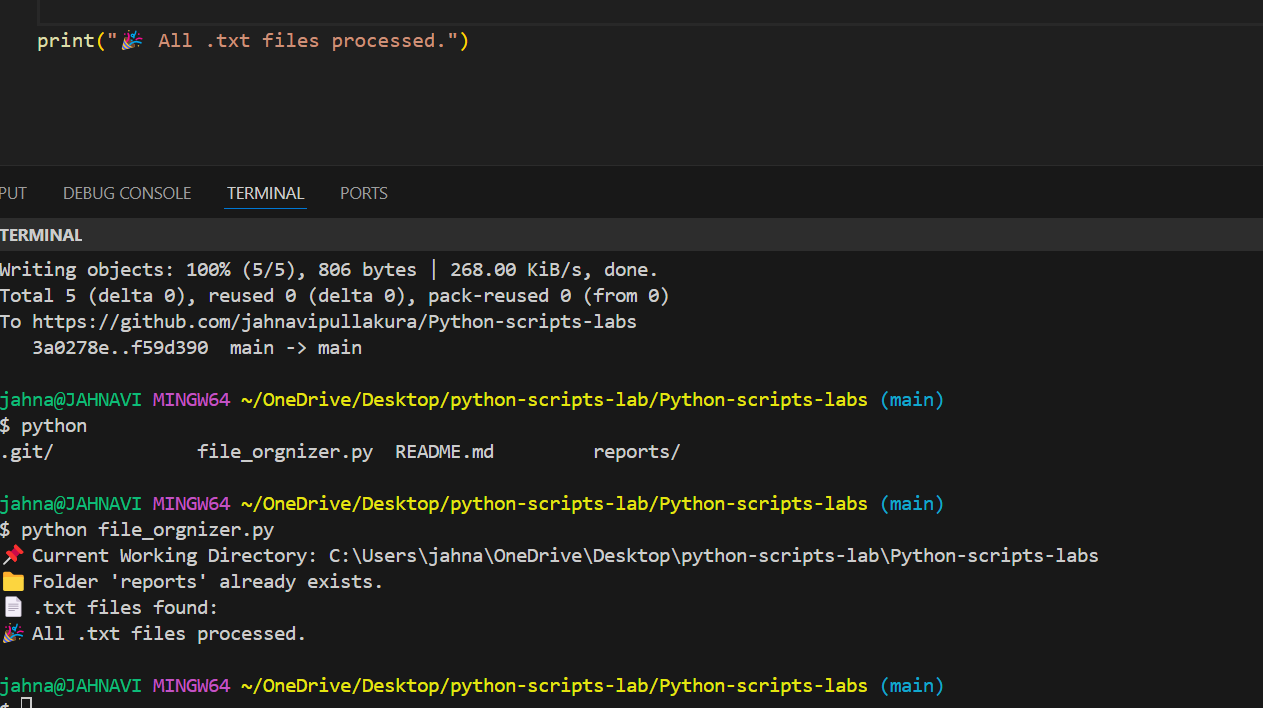 print("🎉 All .txt files processed.")
PUT DEBUG CONSOLE TERMINAL PORTS
TERMINAL
Writing objects: 100% (5/5), 806 bytes | 268.00 KiB/s, done.
Total 5 (delta 0), reused 0 (delta 0), pack-reused 0 (from 0)
To https://github.com/jahnavipullakura/Python-scripts-labs
   3a0278e..f59d390  main -> main
jahna@JAHNAVI MINGW64 ~/OneDrive/Desktop/python-scripts-lab/Python-scripts-labs (main)
$ python
.git/             file_orgnizer.py  README.md         reports/
jahna@JAHNAVI MINGW64 ~/OneDrive/Desktop/python-scripts-lab/Python-scripts-labs (main)
$ python file_orgnizer.py
📌 Current Working Directory: C:\Users\jahna\OneDrive\Desktop\python-scripts-lab\Python-scripts-labs
📁 Folder 'reports' already exists.
📄 .txt files found:
🎉 All .txt files processed.
jahna@JAHNAVI MINGW64 ~/OneDrive/Desktop/python-scripts-lab/Python-scripts-labs (main)
$